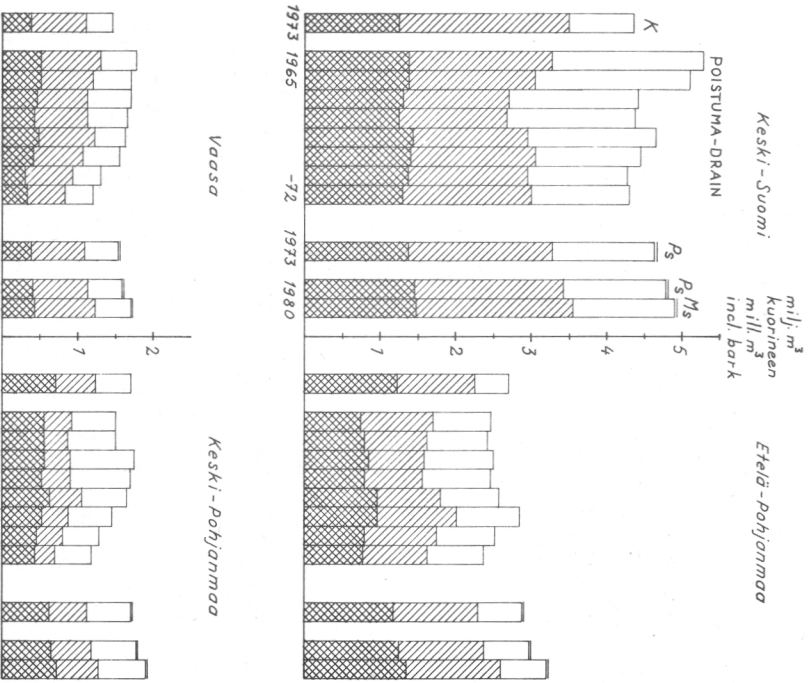 Keski-Suomi
POISTUMA-DRAIN
K
Ps
Ps Ms
1973 1965 -72 1973 1980
milj. m³
kuorineen
mill. m³
incl. bark
5
4
3
2
1
Etelä-Pohjanmaa
Vaasa
2
1
Keski-Pohjanmaa